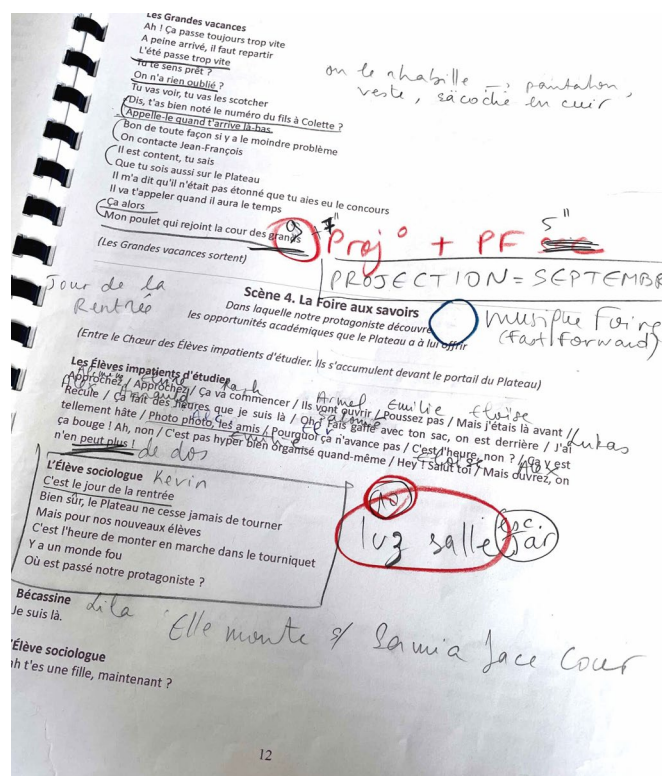 Les Grandes vacances
Ah ! Ça passe toujours trop vite
A peine arrivé, il faut repartir
L'été passe trop vite
Tu te sens prêt ?
On n'a rien oublié ?
Tu vas voir, tu vas les scotcher
Dis, t'as bien noté le numéro du fils à Colette ?
Appelle-le quand t'arrive là-bas
Bon de toute façon si y a le moindre problème
On contacte Jean-François
Il est content, tu sais
Que tu sois aussi sur le Plateau
Il m'a dit qu'il n'était pas étonné que tu aies eu le concours
Il va t'appeler quand il aura le temps
Ça alors
Mon poulet qui rejoint la cour des grands
(Les Grandes vacances sortent)
on le rhabille → pantalon,
veste, sacoche en cuir
Proj° + PF 5"
PROJECTION = SEPTEMBR
Jour de la
Rentrée
Scène 4. La Foire aux savoirs
Dans laquelle notre protagoniste découvre
les opportunités académiques que le Plateau a à lui offrir
musique Foire
(fast forward)
(Entre le Chœur des Élèves impatients d'étudier. Ils s'accumulent devant le portail du Plateau)
Les Élèves impatients d'étudier
Armel Emilie Eloïse
Approchez / Approchez / Ça va commencer / Ils vont ouvrir / Poussez pas / Mais j'étais là avant //
Recule / Ça fait des figures que je suis là / Oh ! Fais gaffe avec ton sac, on est derrière / J'ai
Lukas
tellement hâte / Photo photo, les amis / Pourquoi ça n'avance pas / C'est l'heure, non ? / Ça y est
ça bouge ! Ah, non / C'est pas hyper bien organisé quand-même / Hey ! Salut toi / Mais ouvrez, on
n'en peut plus !
de dos
L'Élève sociologue
Kevin
C'est le jour de la rentrée
Bien sûr, le Plateau ne cesse jamais de tourner
Mais pour nos nouveaux élèves
C'est l'heure de monter en marche dans le tourniquet
Y a un monde fou
Où est passé notre protagoniste ?
10
salle
Bécassine
Lila
Je suis là.
Elle monte s/ Samia face Cour
'Élève sociologue
ah t'es une fille, maintenant ?
12